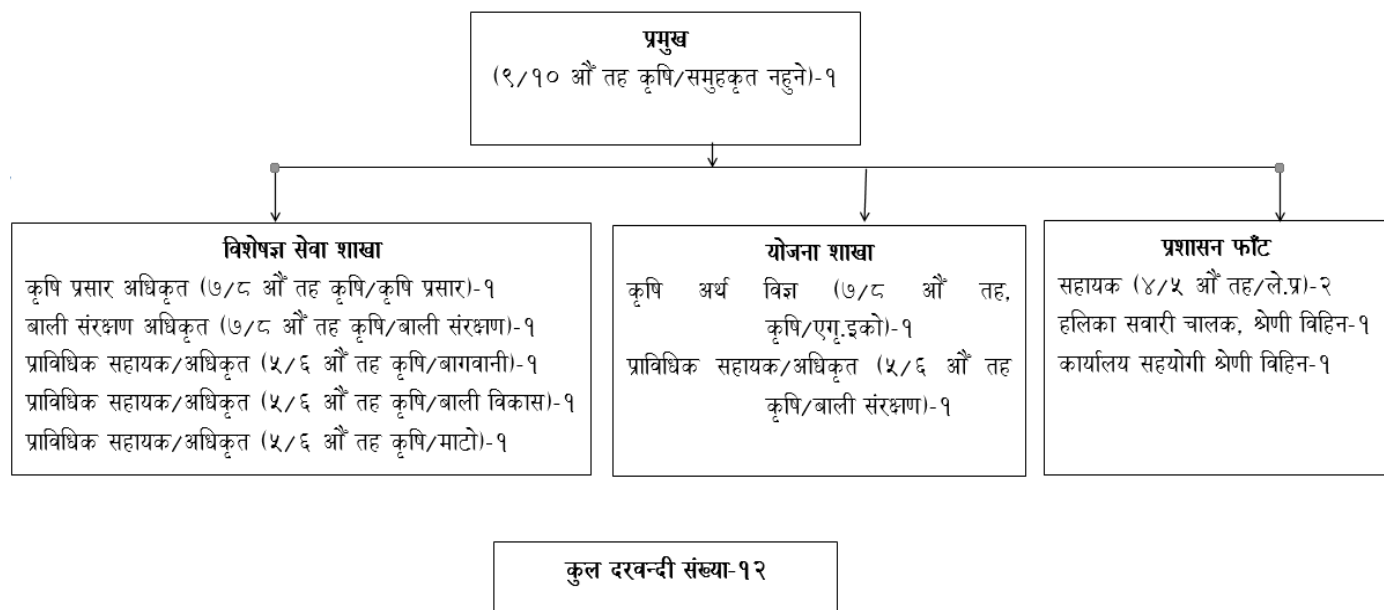 प्रमुख
(९/१० औँ तह कृषि/समुहकृत नहुने)-१
विशेषज्ञ सेवा शाखा
कृषि प्रसार अधिकृत (७/८ औँ तह कृषि/कृषि प्रसार)-१
बाली संरक्षण अधिकृत (७/८ औँ तह कृषि/बाली संरक्षण)-१
प्राविधिक सहायक/अधिकृत (५/६ औँ तह कृषि/बागवानी)-१
प्राविधिक सहायक/अधिकृत (५/६ औँ तह कृषि/बाली विकास)-१
प्राविधिक सहायक/अधिकृत (५/६ औँ तह कृषि/माटो)-१
योजना शाखा
कृषि अर्थ विज्ञ (७/८ औँ तह,
कृषि/एग्.इको)-१
प्राविधिक सहायक/अधिकृत (५/६ औँ तह
कृषि/बाली संरक्षण)-१
प्रशासन फाँट
सहायक (४/५ औँ तह/ले.प्र)-२
हलिका सवारी चालक, श्रेणी विहिन-१
कार्यालय सहयोगी श्रेणी विहिन-१
कुल दरवन्दी संख्या-१२